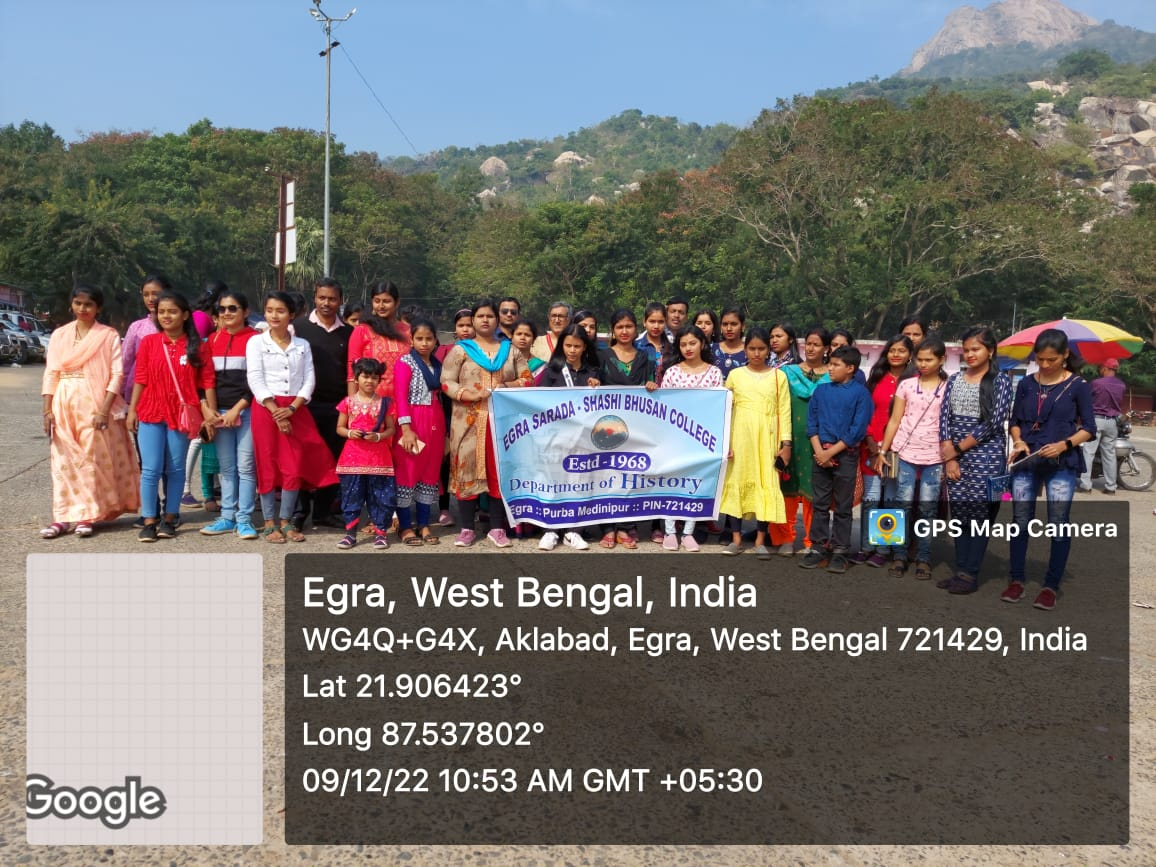 EGRA SARADA - SHASHI BHUSAN COLLEGE
Estd -1968
Department of History
Egra :: Purba Medinipur :: PIN-721429
GPS Map Camera
Egra, West Bengal, India
WG4Q+G4X, Aklabad, Egra, West Bengal 721429, India
Lat 21.906423°
Long 87.537802°
09/12/22 10:53 AM GMT +05:30
Google